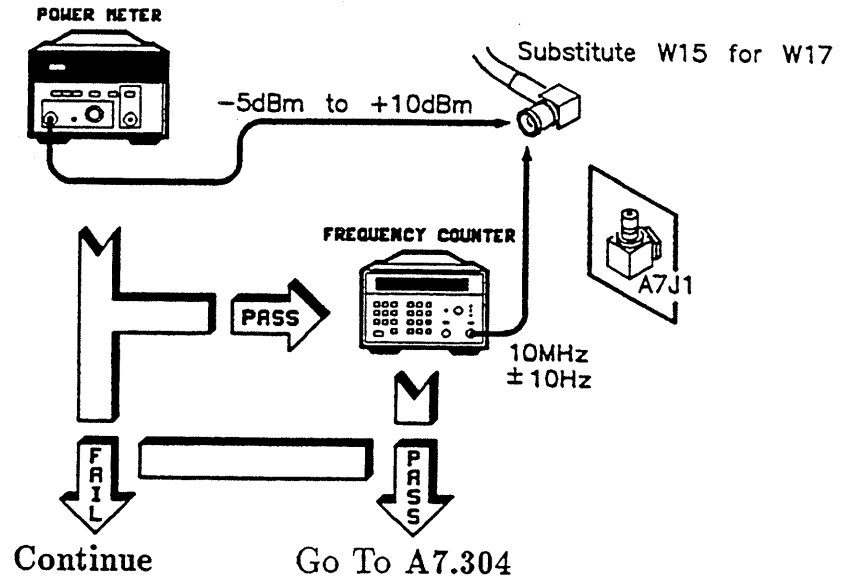 POWER METER
Substitute W15 for W17
-5dBm to +10dBm
FREQUENCY COUNTER
A7J1
PASS
10MHz
±10Hz
FAIL
PASS
Continue
Go To A7.304